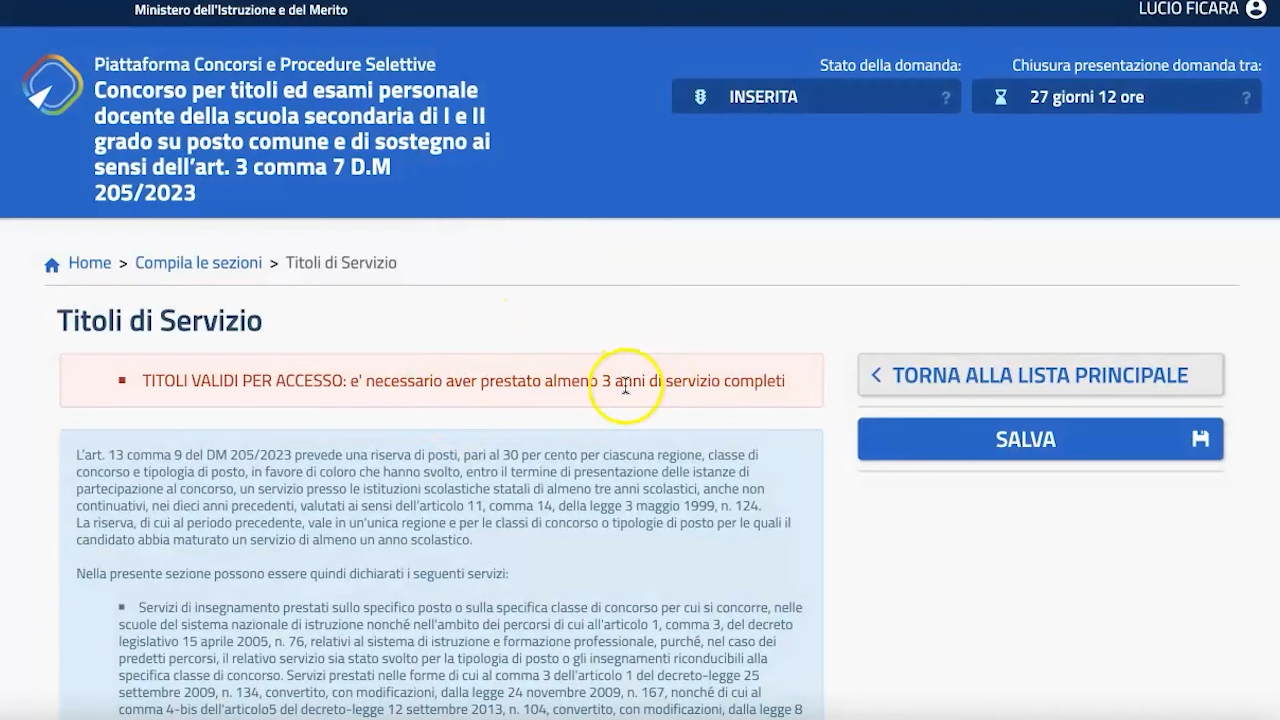 Ministero dell'Istruzione e del Merito
LUCIO FICARA
Piattaforma Concorsi e Procedure Selettive
Concorso per titoli ed esami personale
docente della scuola secondaria di I e II
grado su posto comune e di sostegno ai
sensi dell'art. 3 comma 7 D.M
205/2023
Stato della domanda:
INSERITA ?
Chiusura presentazione domanda tra:
27 giorni 12 ore ?
Home > Compila le sezioni > Titoli di Servizio
Titoli di Servizio
TITOLI VALIDI PER ACCESSO: e' necessario aver prestato almeno 3 anni di servizio completi
TORNA ALLA LISTA PRINCIPALE
SALVA
L'art. 13 comma 9 del DM 205/2023 prevede una riserva di posti, pari al 30 per cento per ciascuna regione, classe di
concorso e tipologia di posto, in favore di coloro che hanno svolto, entro il termine di presentazione delle istanze di
partecipazione al concorso, un servizio presso le istituzioni scolastiche statali di almeno tre anni scolastici, anche non
continuativi, nei dieci anni precedenti, valutati ai sensi dell'articolo 11, comma 14, della legge 3 maggio 1999, n. 124.
La riserva, di cui al periodo precedente, vale in un'unica regione e per le classi di concorso o tipologie di posto per le quali il
candidato abbia maturato un servizio di almeno un anno scolastico.
Nella presente sezione possono essere quindi dichiarati i seguenti servizi:
Servizi di insegnamento prestati sullo specifico posto o sulla specifica classe di concorso per cui si concorre, nelle
scuole del sistema nazionale di istruzione nonché nell'ambito dei percorsi di cui all'articolo 1, comma 3, del decreto
legislativo 15 aprile 2005, n. 76, relativi al sistema di istruzione e formazione professionale, purché, nel caso dei
predetti percorsi, il relativo servizio sia stato svolto per la tipologia di posto o gli insegnamenti riconducibili alla
specifica classe di concorso. Servizi prestati nelle forme di cui al comma 3 dell'articolo 1 del decreto-legge 25
settembre 2009, n. 134, convertito, con modificazioni, dalla legge 24 novembre 2009, n. 167, nonché di cui al
comma 4-bis dell'articolo5 del decreto-legge 12 settembre 2013, n. 104, convertito, con modificazioni, dalla legge 8